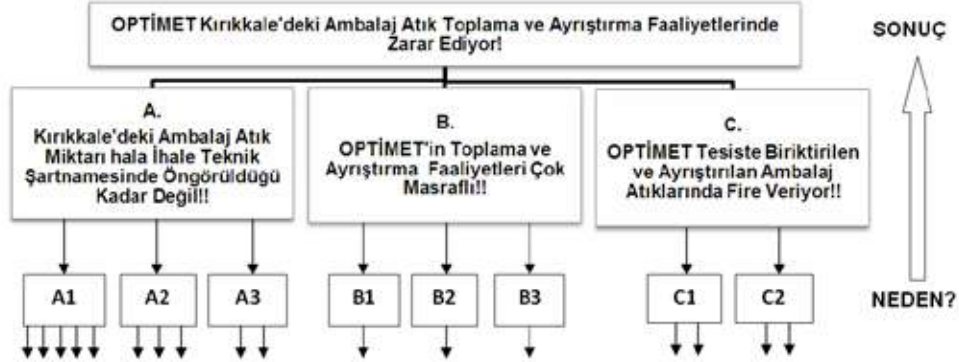 OPTİMET Kırıkkale'deki Ambalaj Atık Toplama ve Ayrıştırma Faaliyetlerinde
Zarar Ediyor!
SONUÇ
A.
Kırıkkale'deki Ambalaj Atık
Miktarı hala İhale Teknik
Şartnamesinde Öngörüldüğü
Kadar Değil!!
B.
OPTİMET'in Toplama ve
Ayrıştırma Faaliyetleri Çok
Masraflı!!
C.
OPTİMET Tesiste Biriktirilen
ve Ayrıştırılan Ambalaj
Atıklarında Fire Veriyor!!
A1
A2
A3
B1
B2
B3
C1
C2
NEDEN?